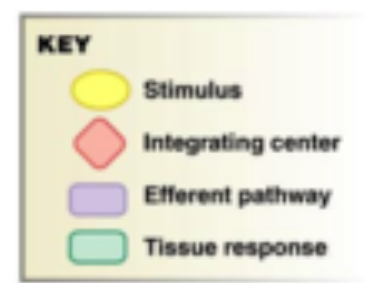 KEY
Stimulus
Integrating center
Efferent pathway
Tissue response